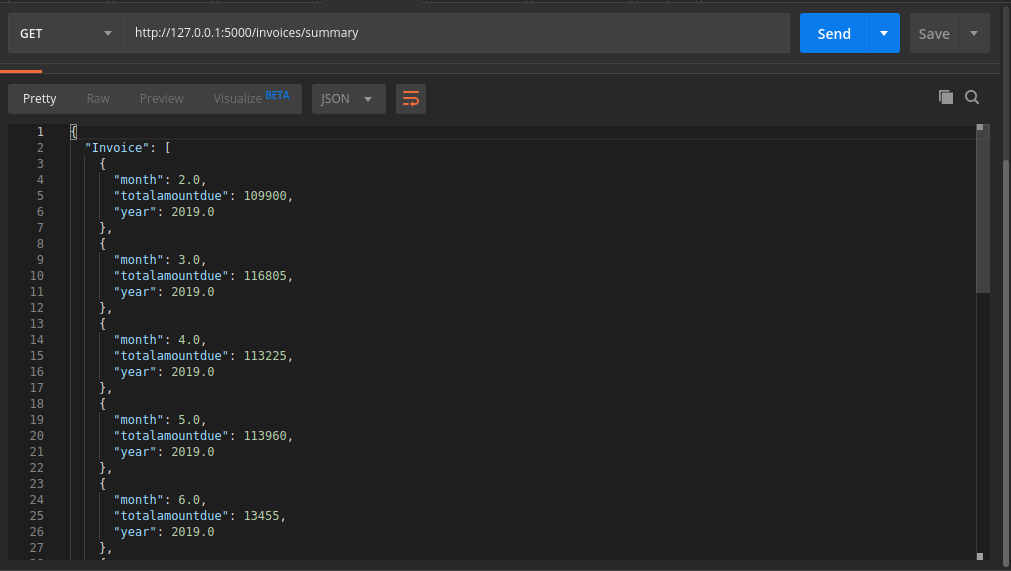 GET http://127.0.0.1:5000/invoices/summary Send Save
Pretty Raw Preview Visualize BETA JSON
1 {
2 "Invoice": [
3 {
4 "month": 2.0,
5 "totalamountdue": 109900,
6 "year": 2019.0
7 },
8 {
9 "month": 3.0,
10 "totalamountdue": 116805,
11 "year": 2019.0
12 },
13 {
14 "month": 4.0,
15 "totalamountdue": 113225,
16 "year": 2019.0
17 },
18 {
19 "month": 5.0,
20 "totalamountdue": 113960,
21 "year": 2019.0
22 },
23 {
24 "month": 6.0,
25 "totalamountdue": 13455,
26 "year": 2019.0
27 },